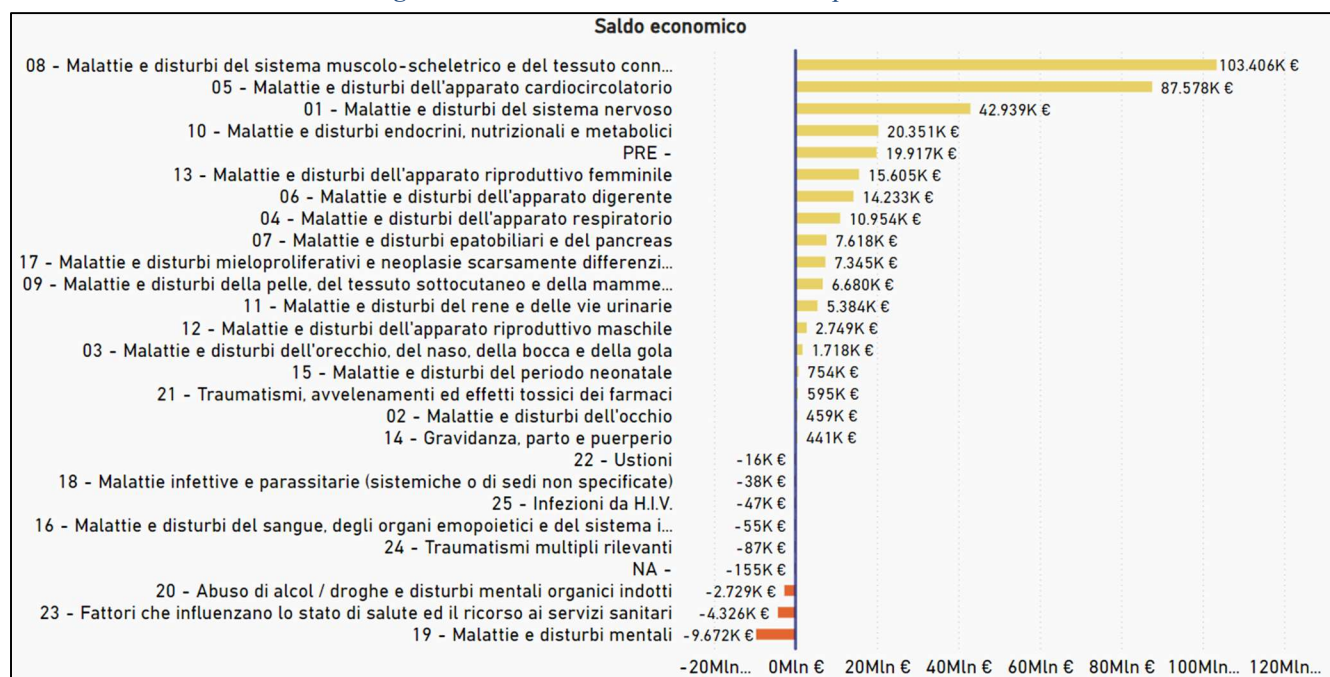 Saldo economico
08 - Malattie e disturbi del sistema muscolo-scheletrico e del tessuto conn... 103.406K €
05 - Malattie e disturbi dell'apparato cardiocircolatorio 87.578K €
01 - Malattie e disturbi del sistema nervoso 42.939K €
10 - Malattie e disturbi endocrini, nutrizionali e metabolici 20.351K €
PRE - 19.917K €
13 - Malattie e disturbi dell'apparato riproduttivo femminile 15.605K €
06 - Malattie e disturbi dell'apparato digerente 14.233K €
04 - Malattie e disturbi dell'apparato respiratorio 10.954K €
07 - Malattie e disturbi epatobiliari e del pancreas 7.618K €
17 - Malattie e disturbi mieloproliferativi e neoplasie scarsamente differenzi... 7.345K €
09 - Malattie e disturbi della pelle, del tessuto sottocutaneo e della mamme... 6.680K €
11 - Malattie e disturbi del rene e delle vie urinarie 5.384K €
12 - Malattie e disturbi dell'apparato riproduttivo maschile 2.749K €
03 - Malattie e disturbi dell'orecchio, del naso, della bocca e della gola 1.718K €
15 - Malattie e disturbi del periodo neonatale 754K €
21 - Traumatismi, avvelenamenti ed effetti tossici dei farmaci 595K €
02 - Malattie e disturbi dell'occhio 459K €
14 - Gravidanza, parto e puerperio 441K €
22 - Ustioni -16K €
18 - Malattie infettive e parassitarie (sistemiche o di sedi non specificate) -38K €
25 - Infezioni da H.I.V. -47K €
16 - Malattie e disturbi del sangue, degli organi emopoietici e del sistema i... -55K €
24 - Traumatismi multipli rilevanti -87K €
NA - -155K €
20 - Abuso di alcol / droghe e disturbi mentali organici indotti -2.729K €
23 - Fattori che influenzano lo stato di salute ed il ricorso ai servizi sanitari -4.326K €
19 - Malattie e disturbi mentali -9.672K €
-20Mln... 0Mln € 20Mln € 40Mln € 60Mln € 80Mln € 100Mln... 120Mln...